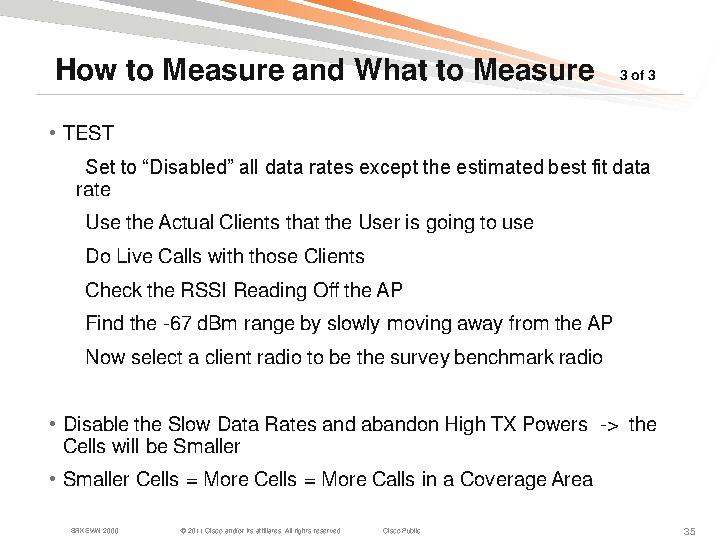 How to Measure and What to Measure 3 of 3
• TEST
Set to “Disabled” all data rates except the estimated best fit data
rate
Use the Actual Clients that the User is going to use
Do Live Calls with those Clients
Check the RSSI Reading Off the AP
Find the -67 dBm range by slowly moving away from the AP
Now select a client radio to be the survey benchmark radio
• Disable the Slow Data Rates and abandon High TX Powers -> the
Cells will be Smaller
• Smaller Cells = More Cells = More Calls in a Coverage Area
© 2011 Cisco and/or its affiliates. All rights reserved. Cisco Public 35